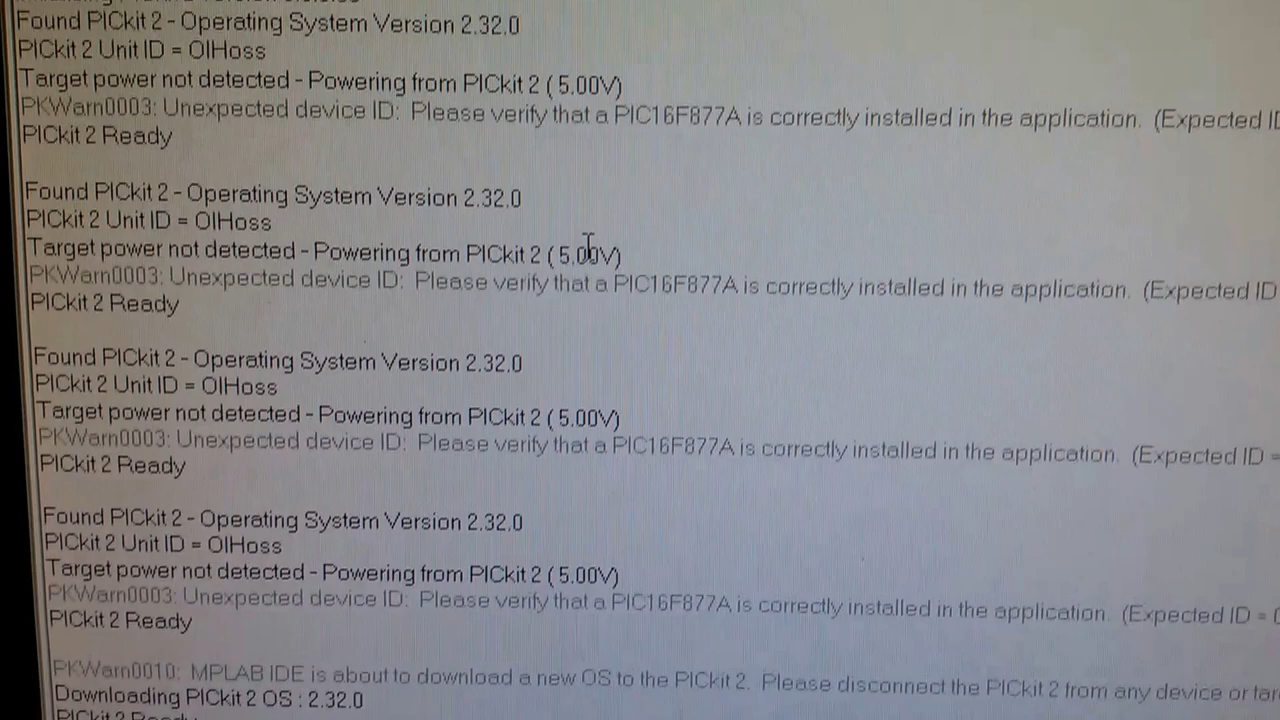 Found PICkit 2 - Operating System Version 2.32.0
PICkit 2 Unit ID = OlHoss
Target power not detected - Powering from PICkit 2 ( 5.00V)
PKWarn0003: Unexpected device ID: Please verify that a PIC16F877A is correctly installed in the application. (Expected ID
PICkit 2 Ready
Found PICkit 2 - Operating System Version 2.32.0
PICkit 2 Unit ID = OlHoss
Target power not detected - Powering from PICkit 2 ( 5.00V)
PKWarn0003: Unexpected device ID: Please verify that a PIC16F877A is correctly installed in the application. (Expected ID
PICkit 2 Ready
Found PICkit 2 - Operating System Version 2.32.0
PICkit 2 Unit ID = OlHoss
Target power not detected - Powering from PICkit 2 ( 5.00V)
PKWarn0003: Unexpected device ID: Please verify that a PIC16F877A is correctly installed in the application. (Expected ID =
PICkit 2 Ready
Found PICkit 2 - Operating System Version 2.32.0
PICkit 2 Unit ID = OlHoss
Target power not detected - Powering from PICkit 2 ( 5.00V)
PKWarn0003: Unexpected device ID: Please verify that a PIC16F877A is correctly installed in the application. (Expected ID =
PICkit 2 Ready
PKWarn0010: MPLAB IDE is about to download a new OS to the PICkit 2. Please disconnect the PICkit 2 from any device or
Downloading PICkit 2 OS : 2.32.0
PICkit 2 Ready